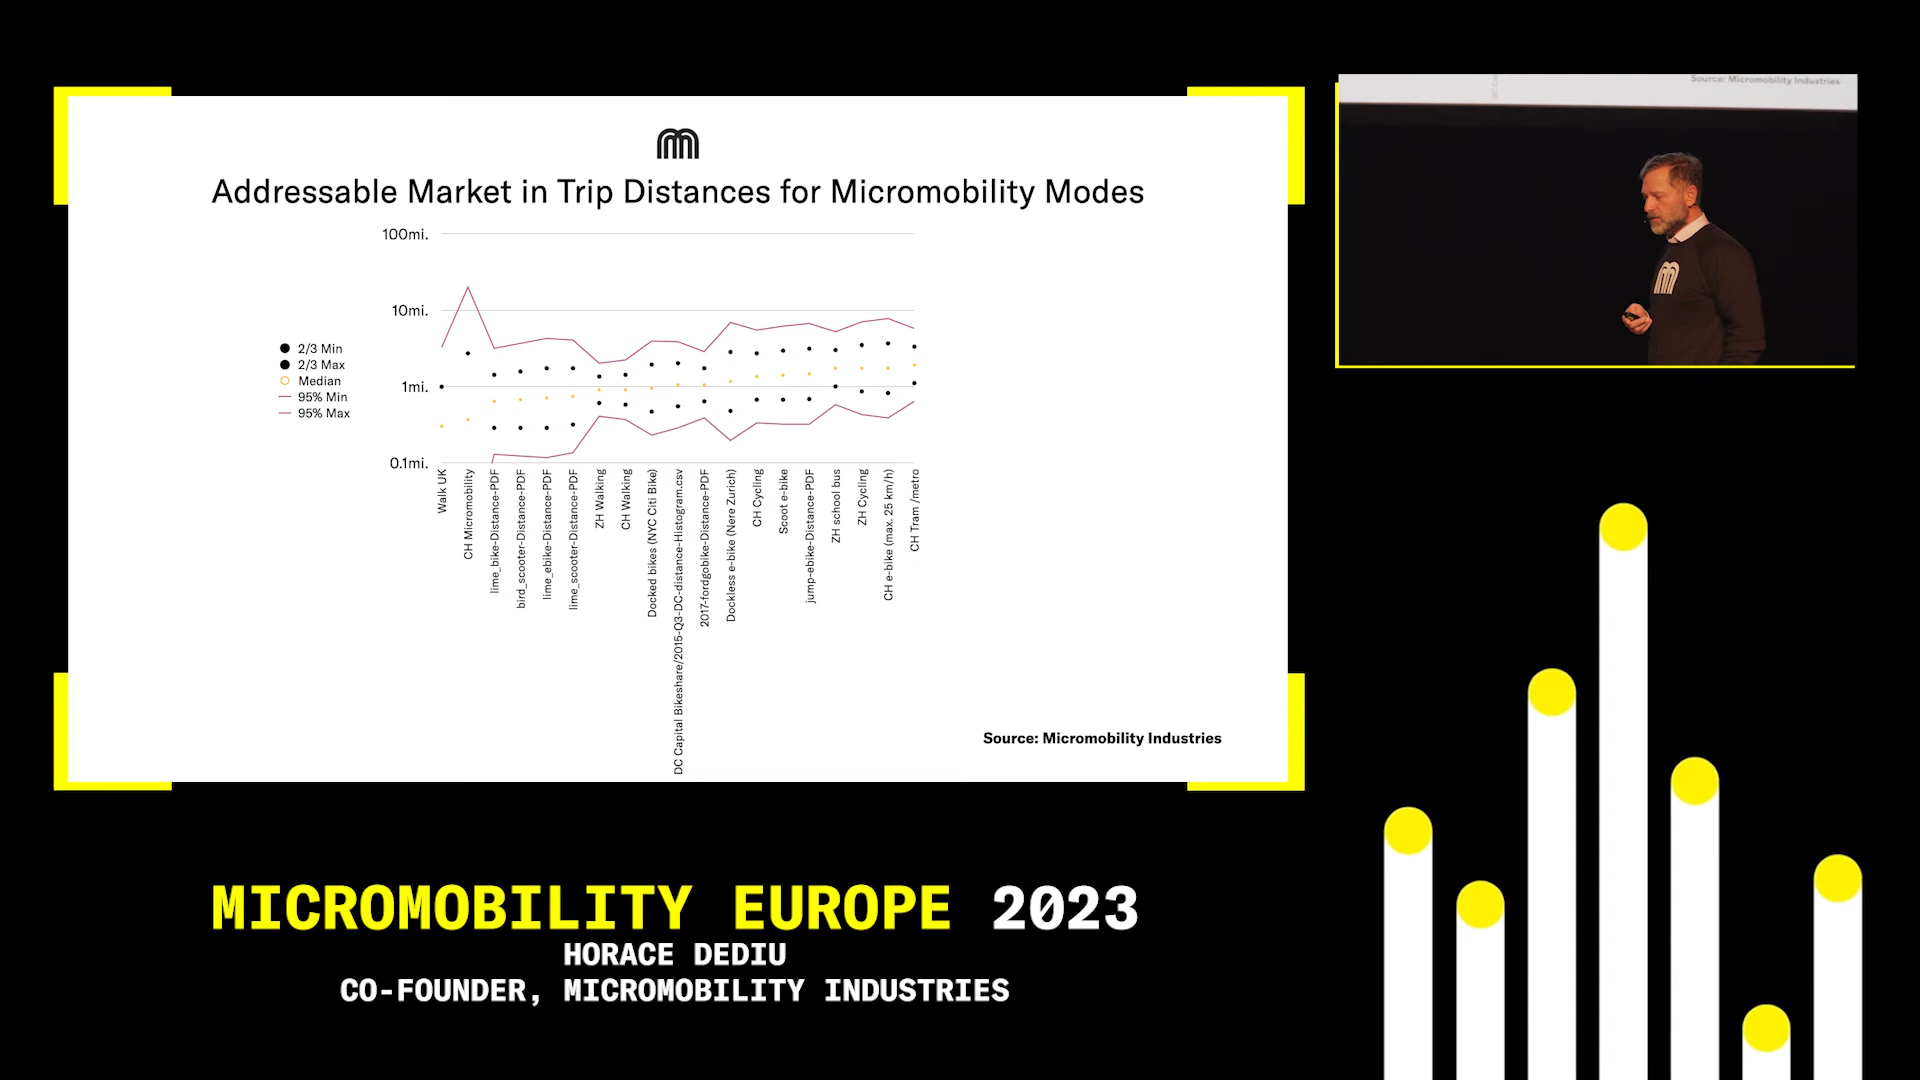 Addressable Market in Trip Distances for Micromobility Modes
100mi.
10mi.
1mi.
0.1mi.
2/3 Min
2/3 Max
Median
95% Min
95% Max
Walk UK
CH Micromobility
lime_bike-Distance-PDF
bird_scooter-Distance-PDF
lime_ebike-Distance-PDF
lime_scooter-Distance-PDF
ZH Walking
CH Walking
Docked bikes (NYC Citi Bike)
DC Capital Bikeshare/2015-Q3-DC-distance-Histogram.csv
2017-fordgobike-Distance-PDF
Dockless e-bike (Nere Zurich)
CH Cycling
Scoot e-bike
jump-ebike-Distance-PDF
ZH school bus
ZH Cycling
CH e-bike (max. 25 km/h)
CH Tram /metro
Source: Micromobility Industries
Source: Micromobility Industries
MICROMOBILITY EUROPE 2023
HORACE DEDIU
CO-FOUNDER, MICROMOBILITY INDUSTRIES